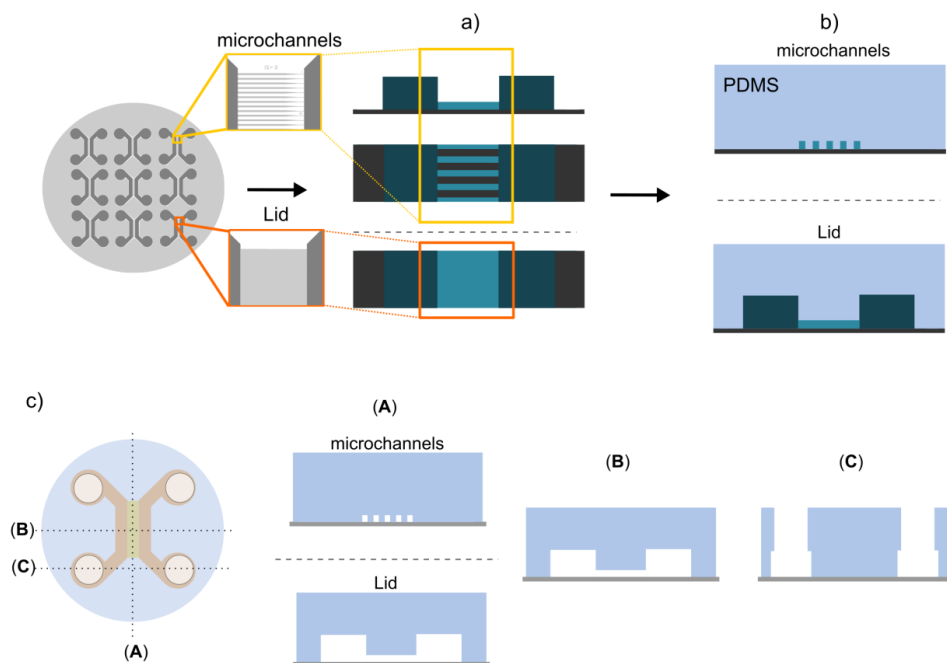 a)
b)
microchannels
microchannels
PDMS
Lid
Lid
c)
(A)
microchannels
(B)
(C)
(B)
(C)
Lid
(A)